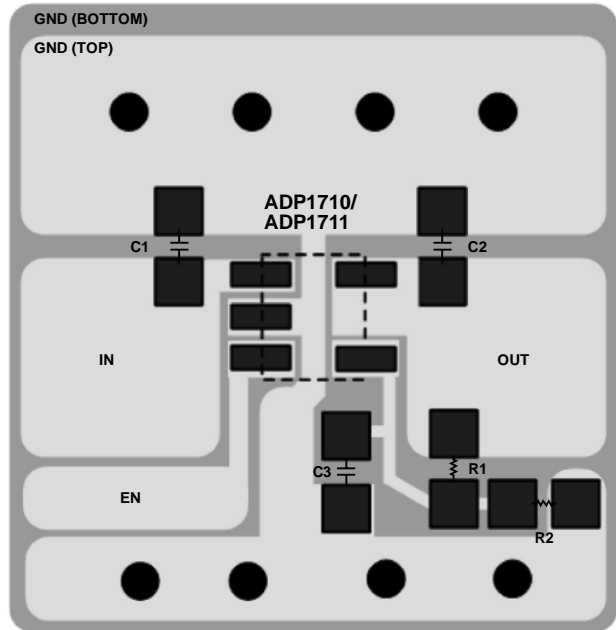 GND (BOTTOM)
GND (TOP)
ADP1710/
ADP1711
C1
C2
IN
OUT
C3
R1
EN
R2